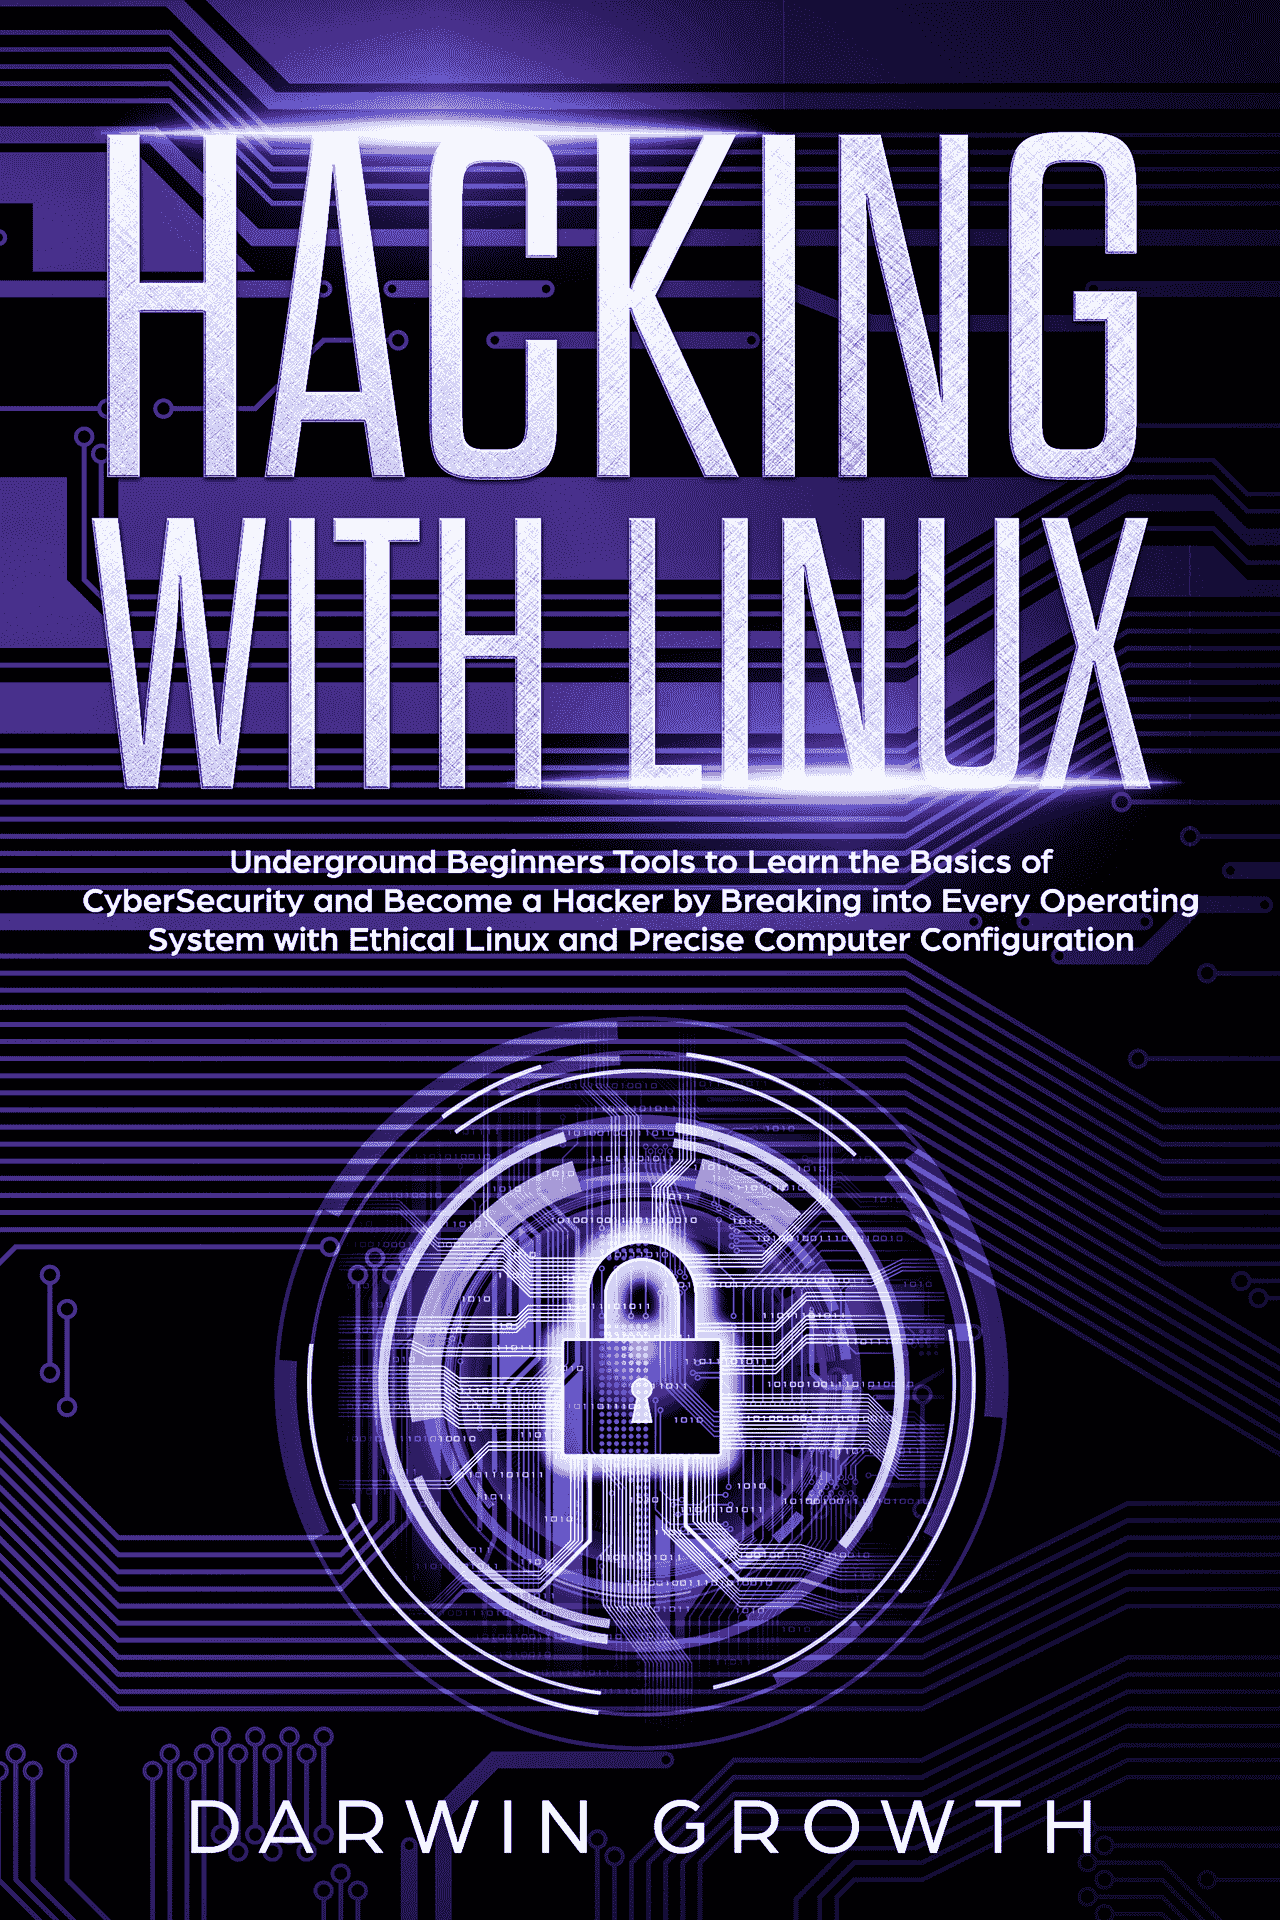 HACKING
WITH LINUX
Underground Beginners Tools to Learn the Basics of
CyberSecurity and Become a Hacker by Breaking into Every Operating
System with Ethical Linux and Precise Computer Configuration
DARWIN GROWTH